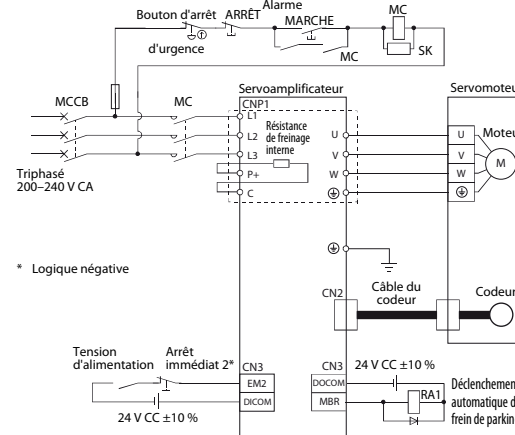 Alarme
MC
Bouton d'arrêt
ARRÊT
MARCHE
d'urgence
MC
SK
MCCB
MC
Servoamplificateur
Servomoteu
CNP1
L1
L2
L3
P+
C
Résistance
de freinage
interne
U
V
W
U
V
W
Moteu
M
Triphasé
200–240 V CA
* Logique négative
CN2
Câble du
codeur
Codeur
Tension
d'alimentation
Arrêt
immédiat 2*
CN3
EM2
DICOM
24 V CC ±10 %
CN3
DOCOM
MBR
24 V CC ±10 %
RA1
Déclenchemen
automatique d
frein de parkin